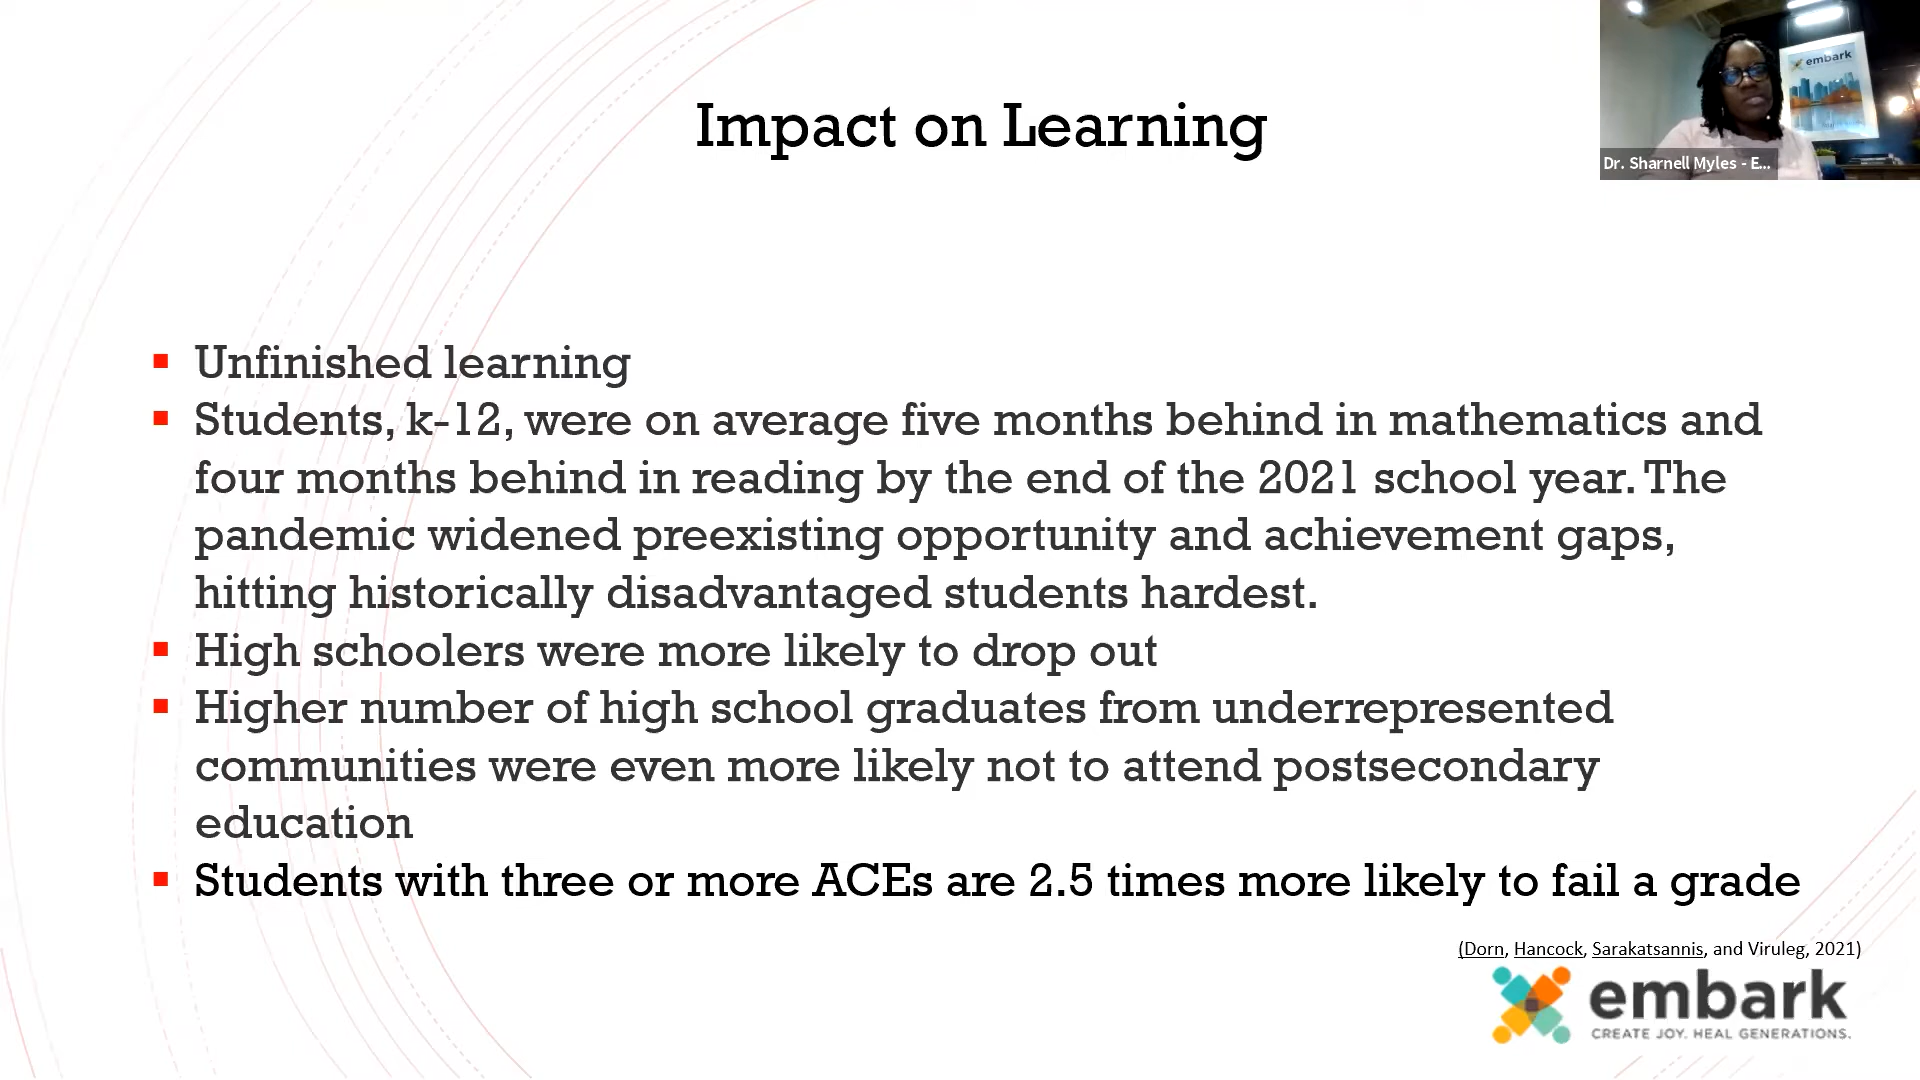 Impact on Learning
embark
Dr. Sharnell Myles - E...
Unfinished learning
Students, k-12, were on average five months behind in mathematics and
four months behind in reading by the end of the 2021 school year. The
pandemic widened preexisting opportunity and achievement gaps,
hitting historically disadvantaged students hardest.
High schoolers were more likely to drop out
Higher number of high school graduates from underrepresented
communities were even more likely not to attend postsecondary
education
Students with three or more ACEs are 2.5 times more likely to fail a grade
(Dorn, Hancock, Sarakatsannis, and Viruleg, 2021)
embark
CREATE JOY. HEAL GENERATIONS.